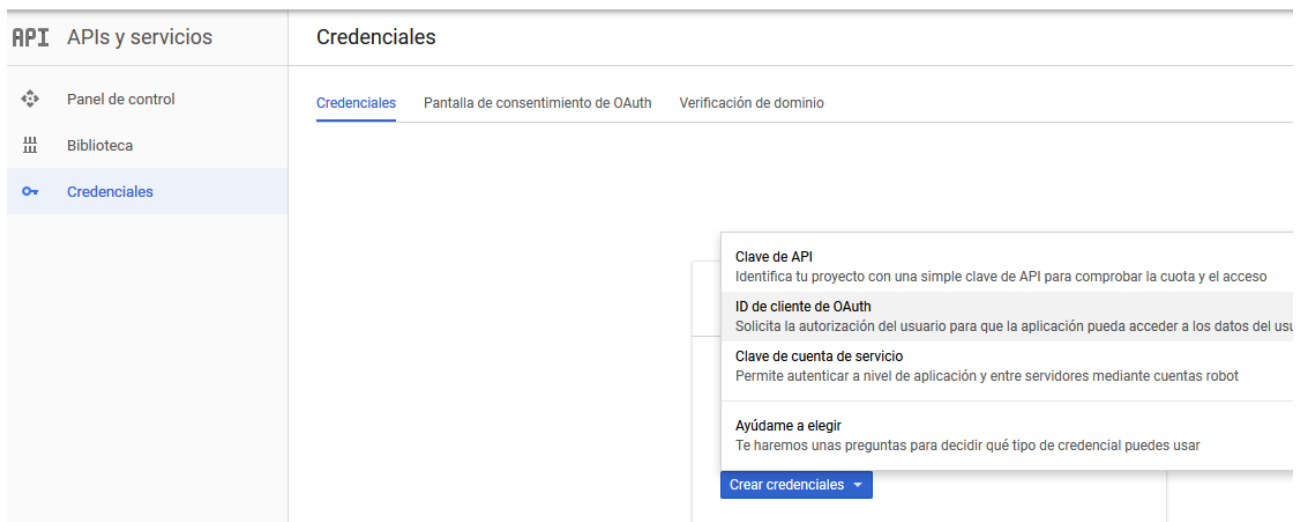 API APIs y servicios
Credenciales
Panel de control
Biblioteca
Credenciales
Credenciales Pantalla de consentimiento de OAuth Verificación de dominio
Clave de API
Identifica tu proyecto con una simple clave de API para comprobar la cuota y el acceso
ID de cliente de OAuth
Solicita la autorización del usuario para que la aplicación pueda acceder a los datos del usu
Clave de cuenta de servicio
Permite autenticar a nivel de aplicación y entre servidores mediante cuentas robot
Ayúdame a elegir
Te haremos unas preguntas para decidir qué tipo de credencial puedes usar
Crear credenciales